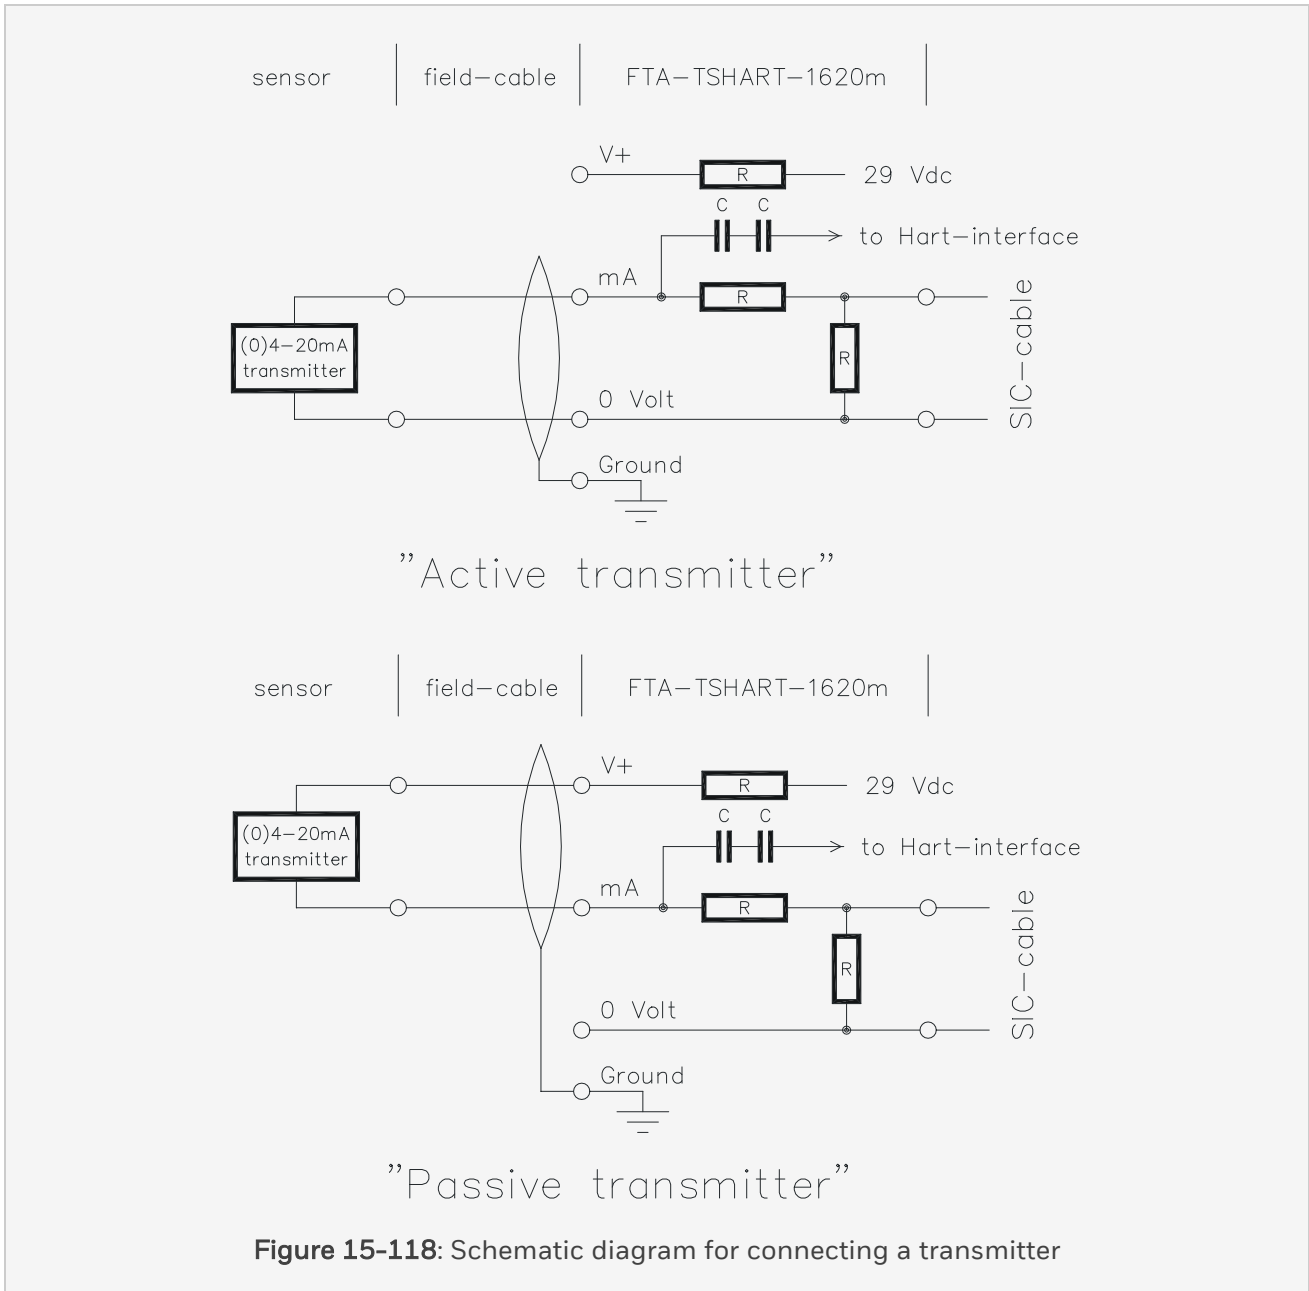 sensor field-cable FTA-TSHART-1620m
V+ R 29 Vdc
C C
to Hart-interface
mA R
(0)4-20mA
transmitter
R
SIC-cable
0 Volt
Ground
"Active transmitter"
sensor field-cable FTA-TSHART-1620m
V+ R 29 Vdc
C C
(0)4-20mA
transmitter
to Hart-interface
mA R
R
SIC-cable
0 Volt
Ground
"Passive transmitter"
Figure 15-118: Schematic diagram for connecting a transmitter